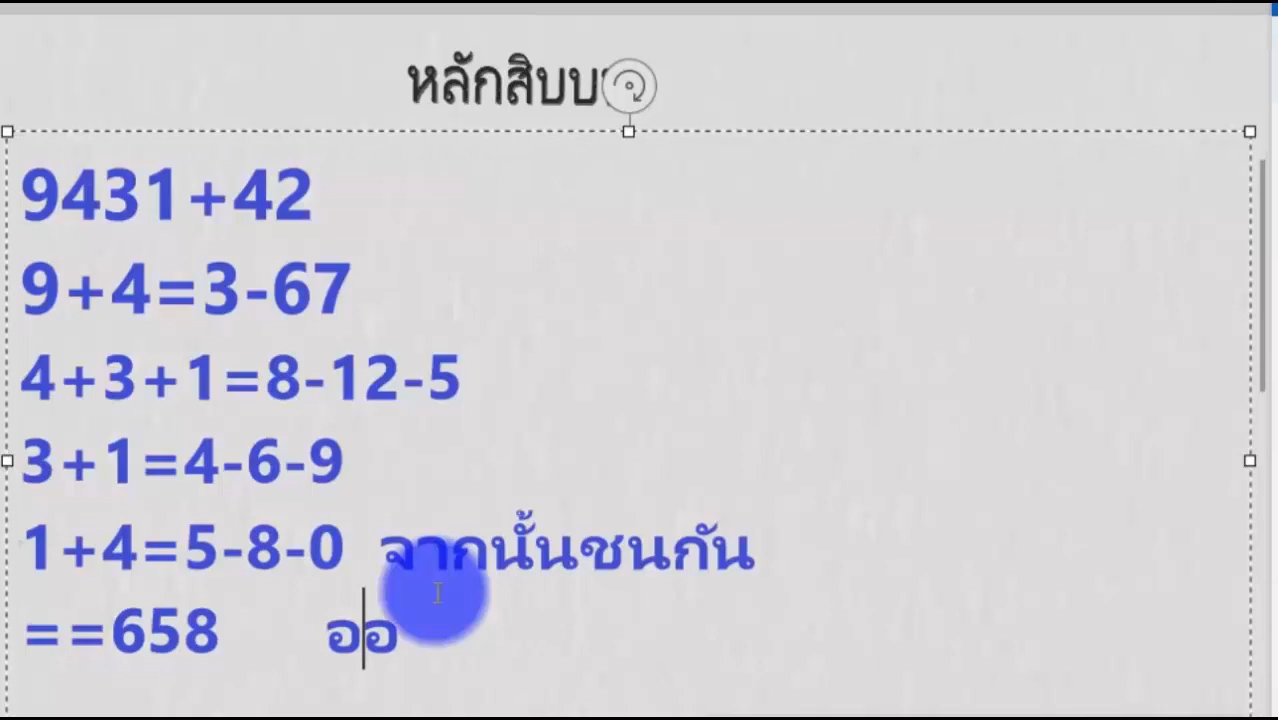 หลักสิบบน
9431+42
9+4=3-67
4+3+1=8-12-5
3+1=4-6-9
1+4=5-8-0 จากนั้นชนกัน
==658 ออ